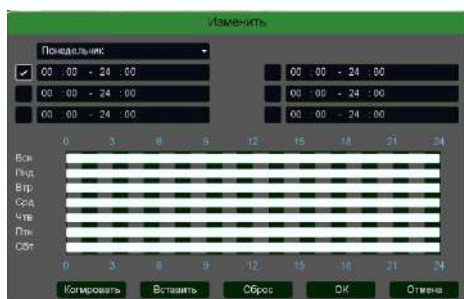 Изменить
Понедельник
00 :00 - 24 :00 00 :00 - 24 :00
00 :00 - 24 :00 00 :00 - 24 :00
00 :00 - 24 :00 00 :00 - 24 :00
0 3 6 9 12 15 18 21 24
Вск
Пнд
Втр
Срд
Чтв
Птн
Сбт
0 3 6 9 12 15 18 21 24
Копировать Вставить Сброс OK Отмена